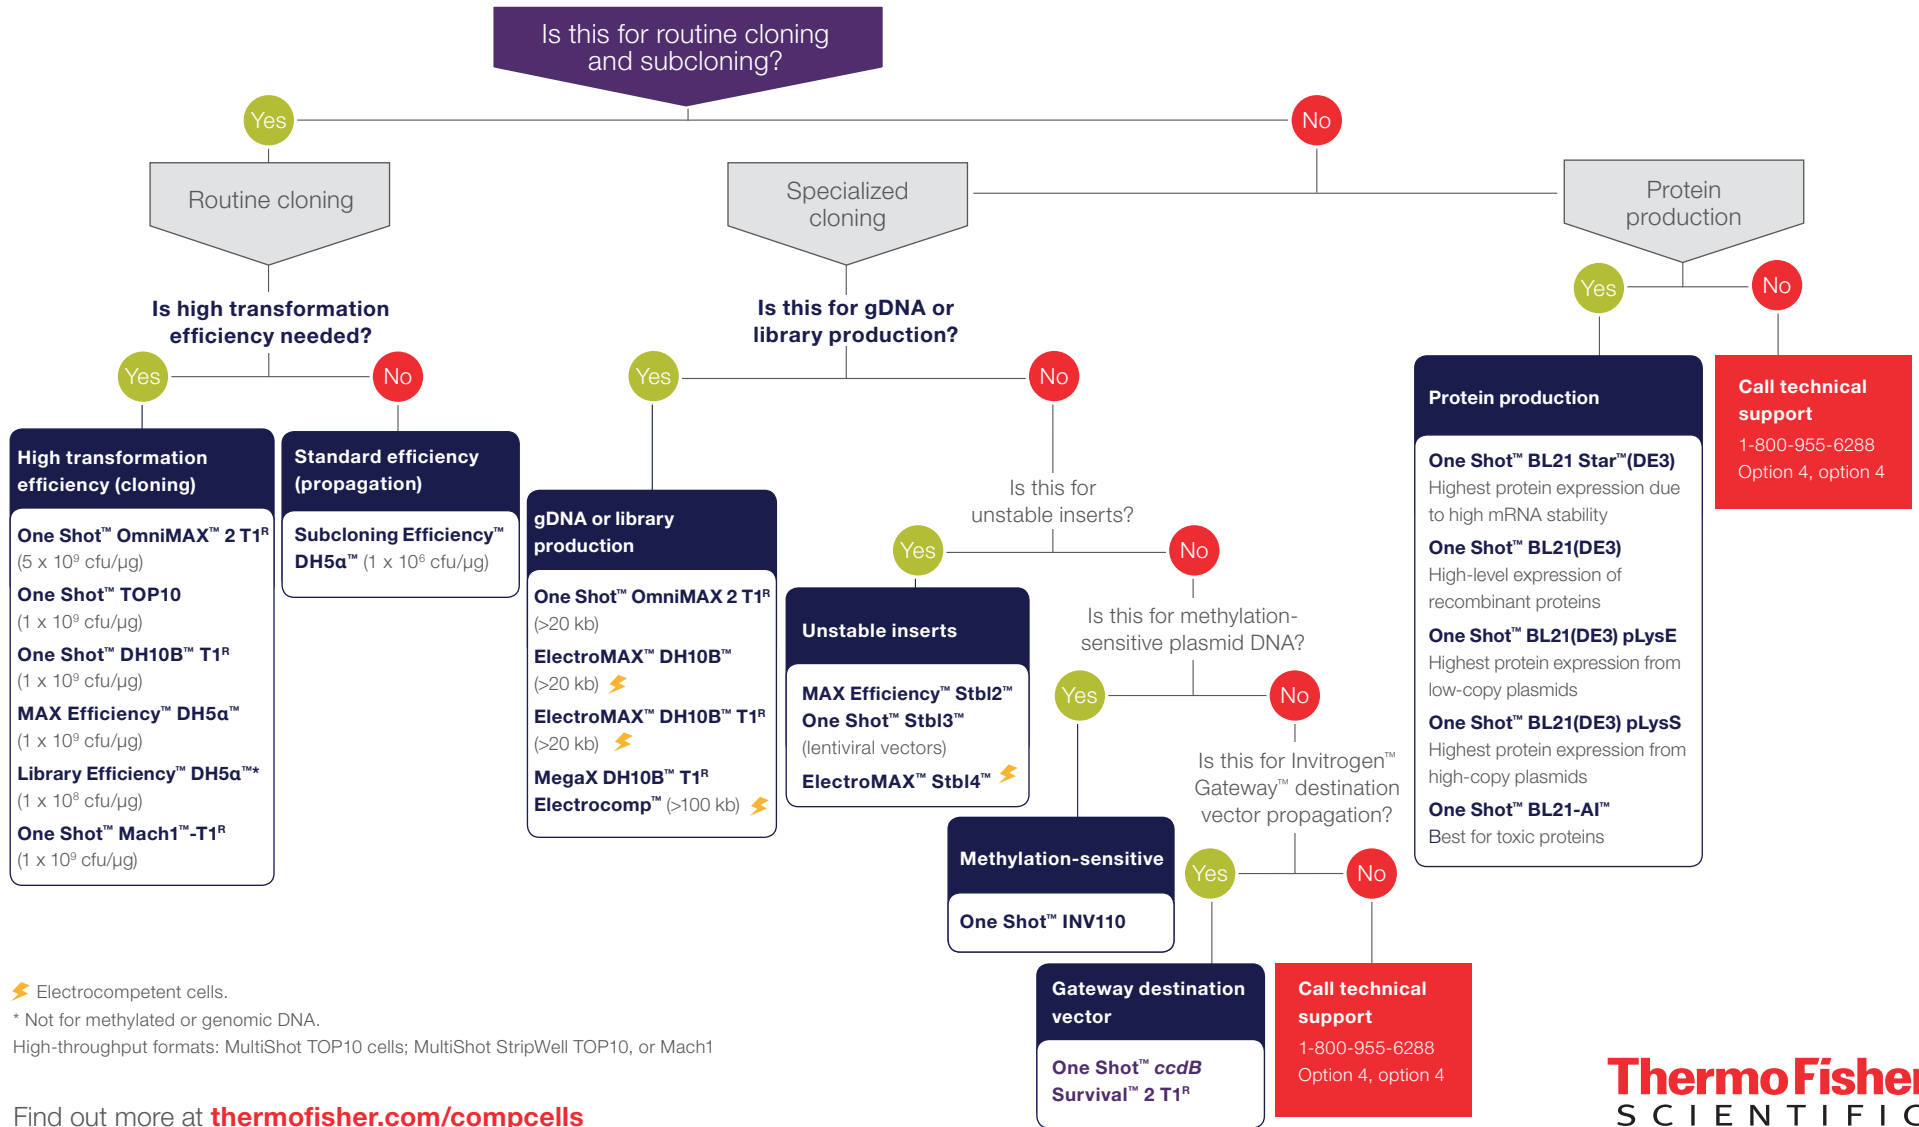 Is this for routine cloning
and subcloning?
Yes
No
Routine cloning
Specialized
cloning
Protein
production
Is high transformation
efficiency needed?
Yes
No
High transformation
efficiency (cloning)
One Shot™ OmniMAX™ 2 T1ᴿ
(5 x 10⁹ cfu/µg)
One Shot™ TOP10
(1 x 10⁹ cfu/µg)
One Shot™ DH10B™ T1ᴿ
(1 x 10⁹ cfu/µg)
MAX Efficiency™ DH5α™
(1 x 10⁹ cfu/µg)
Library Efficiency™ DH5α™*
(1 x 10⁸ cfu/µg)
One Shot™ Mach1™-T1ᴿ
(1 x 10⁹ cfu/µg)
Standard efficiency
(propagation)
Subcloning Efficiency™
DH5α™ (1 x 10⁶ cfu/µg)
Is this for gDNA or
library production?
Yes
No
gDNA or library
production
One Shot™ OmniMAX 2 T1ᴿ
(>20 kb)
ElectroMAX™ DH10B™
(>20 kb)
ElectroMAX™ DH10B™ T1ᴿ
(>20 kb)
MegaX DH10B™ T1ᴿ
Electrocomp™ (>100 kb)
Is this for
unstable inserts?
Yes
No
Unstable inserts
MAX Efficiency™ Stbl2™
One Shot™ Stbl3™
(lentiviral vectors)
ElectroMAX™ Stbl4™
Is this for methylation-
sensitive plasmid DNA?
Yes
No
Methylation-sensitive
One Shot™ INV110
Is this for Invitrogen™
Gateway™ destination
vector propagation?
Yes
No
Gateway destination
vector
One Shot™ ccdB
Survival™ 2 T1ᴿ
Call technical
support
1-800-955-6288
Option 4, option 4
Yes
No
Protein production
One Shot™ BL21 Star™(DE3)
Highest protein expression due
to high mRNA stability
One Shot™ BL21(DE3)
High-level expression of
recombinant proteins
One Shot™ BL21(DE3) pLysE
Highest protein expression from
low-copy plasmids
One Shot™ BL21(DE3) pLysS
Highest protein expression from
high-copy plasmids
One Shot™ BL21-AI™
Best for toxic proteins
Call technical
support
1-800-955-6288
Option 4, option 4
Electrocompetent cells.
* Not for methylated or genomic DNA.
High-throughput formats: MultiShot TOP10 cells; MultiShot StripWell TOP10, or Mach1
Find out more at thermofisher.com/compcells
ThermoFisher
SCIENTIFIC